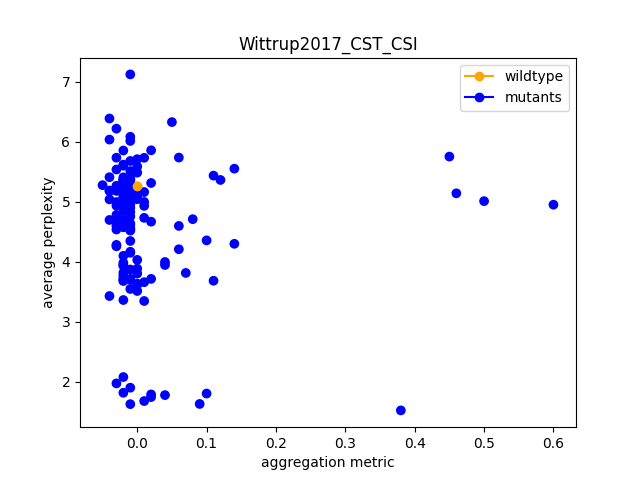 Wittrup2017_CST_CSI
wildtype
mutants
7
6
5
4
3
2
average perplexity
0.0 0.1 0.2 0.3 0.4 0.5 0.6
aggregation metric